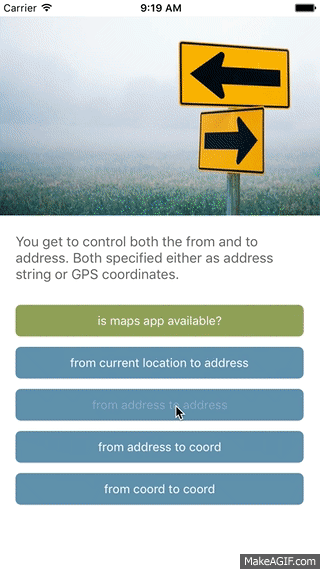 Carrier 9:19 AM
You get to control both the from and to
address. Both specified either as address
string or GPS coordinates.
is maps app available?
from current location to address
from address to address
from address to coord
from coord to coord
MakeAGIF.com